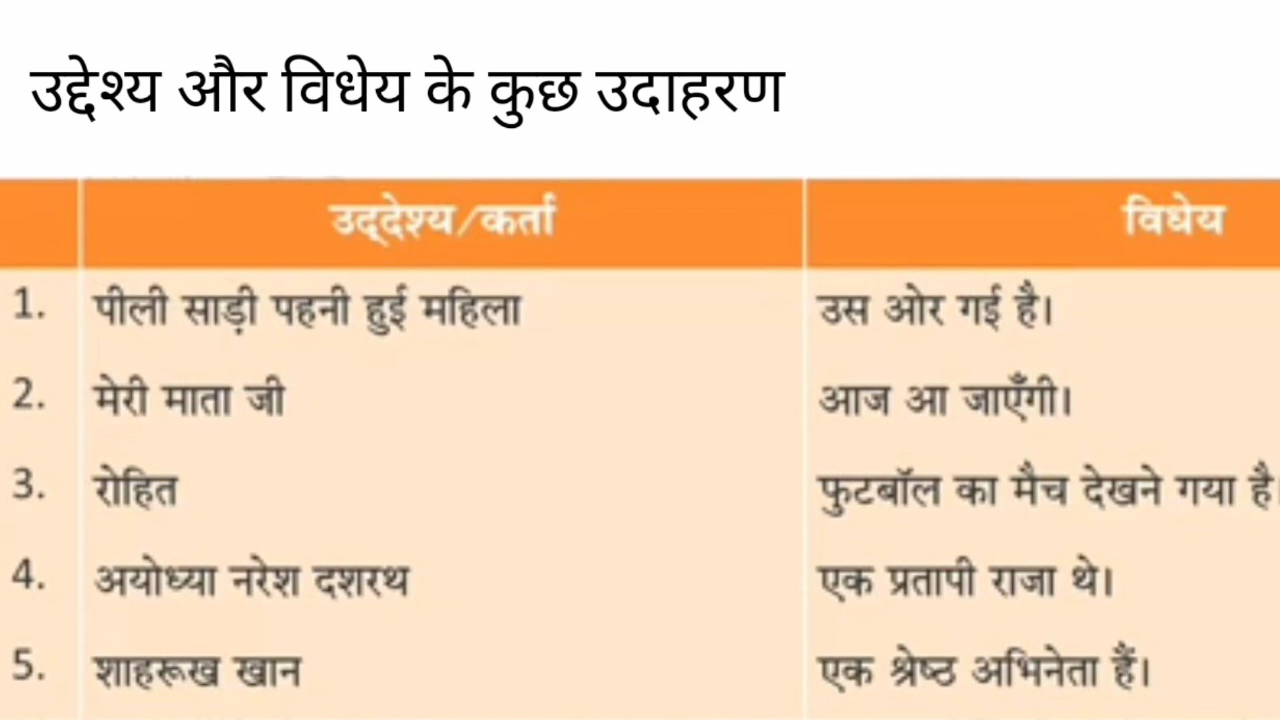 उद्देश्य और विधेय के कुछ उदाहरण
उद्‌देश्य/कर्ता विधेय
1. पीली साड़ी पहनी हुई महिला उस ओर गई है।
2. मेरी माता जी आज आ जाएँगी।
3. रोहित फुटबॉल का मैच देखने गया है।
4. अयोध्या नरेश दशरथ एक प्रतापी राजा थे।
5. शाहरूख खान एक श्रेष्ठ अभिनेता हैं।